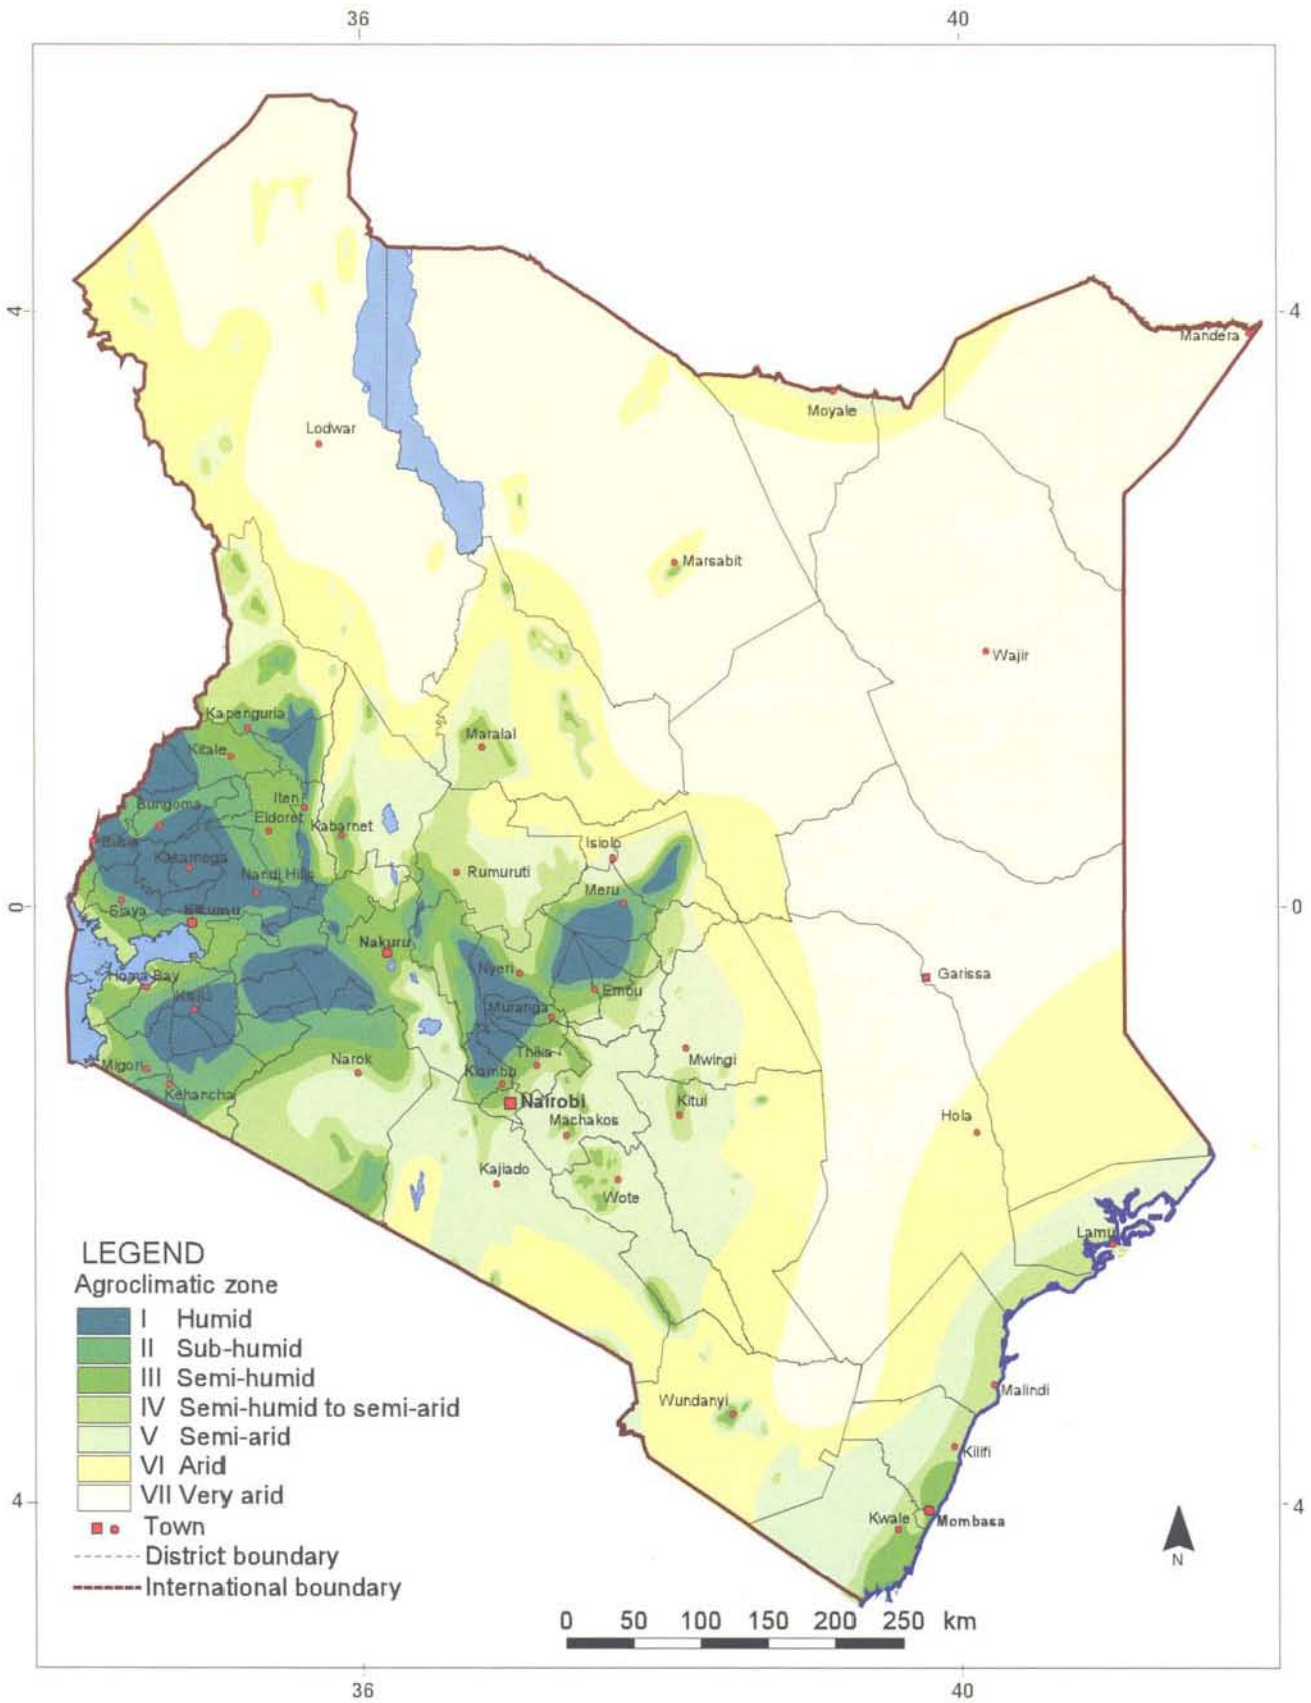 36 40
4 4
Mandera
Moyale
Lodwar
Marsabit
Wajir
Kapenguria
Maralal
Kitale
Bungoma
Iten
Eldoret
Kabarnet
Busia
Isiolo
Kakamega
Rumuruti
Nandi Hills
Meru
0 0
Siaya
Kisumu
Nakuru
Nyeri
Garissa
Homa Bay
Embu
Kisii
Muranga
Thika
Mwingi
Migori
Narok
Kiambu
Kehancha
Nairobi
Kitui
Hola
Machakos
Kajiado
Wote
Lamu
LEGEND
Agroclimatic zone
I Humid
II Sub-humid
III Semi-humid
IV Semi-humid to semi-arid
V Semi-arid
VI Arid
VII Very arid
Town
District boundary
International boundary
Malindi
Wundanyi
Kilifi
4 4
Kwale
Mombasa
N
0 50 100 150 200 250 km
36 40